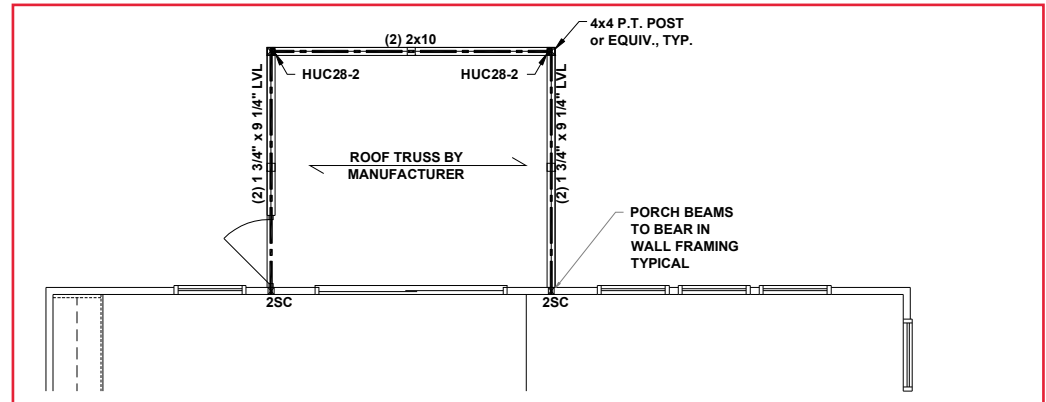 4x4 P.T. POST
or EQUIV., TYP.
(2) 2x10
HUC28-2
HUC28-2
(2) 1 3/4" x 9 1/4" LVL
(2) 1 3/4" x 9 1/4" LVL
ROOF TRUSS BY
MANUFACTURER
PORCH BEAMS
TO BEAR IN
WALL FRAMING
TYPICAL
2SC
2SC